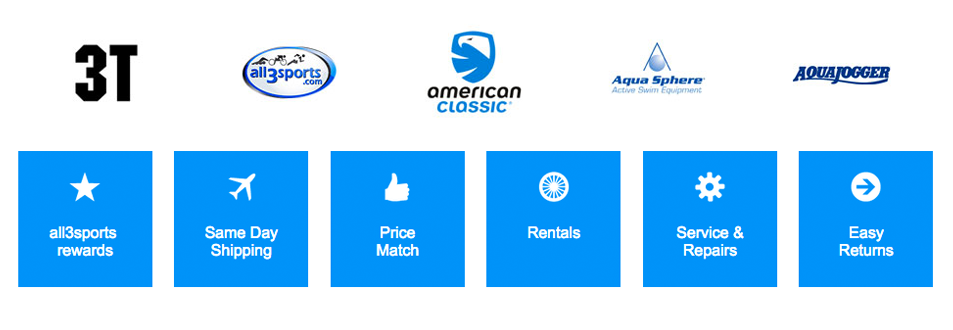 3T
all3sports
.com
american
CLASSIC®
Aqua Sphere®
Active Swim Equipment
AQUAJOGGER
all3sports
rewards
Same Day
Shipping
Price
Match
Rentals
Service &
Repairs
Easy
Returns